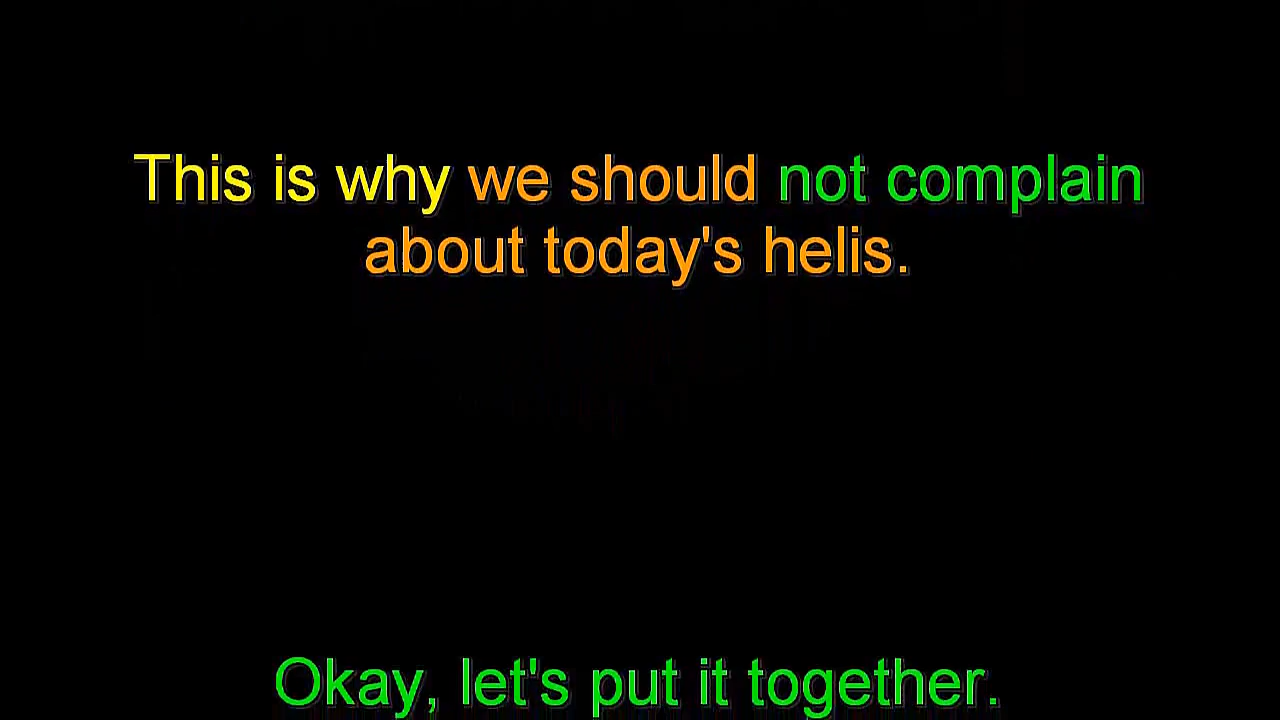 This is why we should not complain
about today's helis.
Okay, let's put it together.